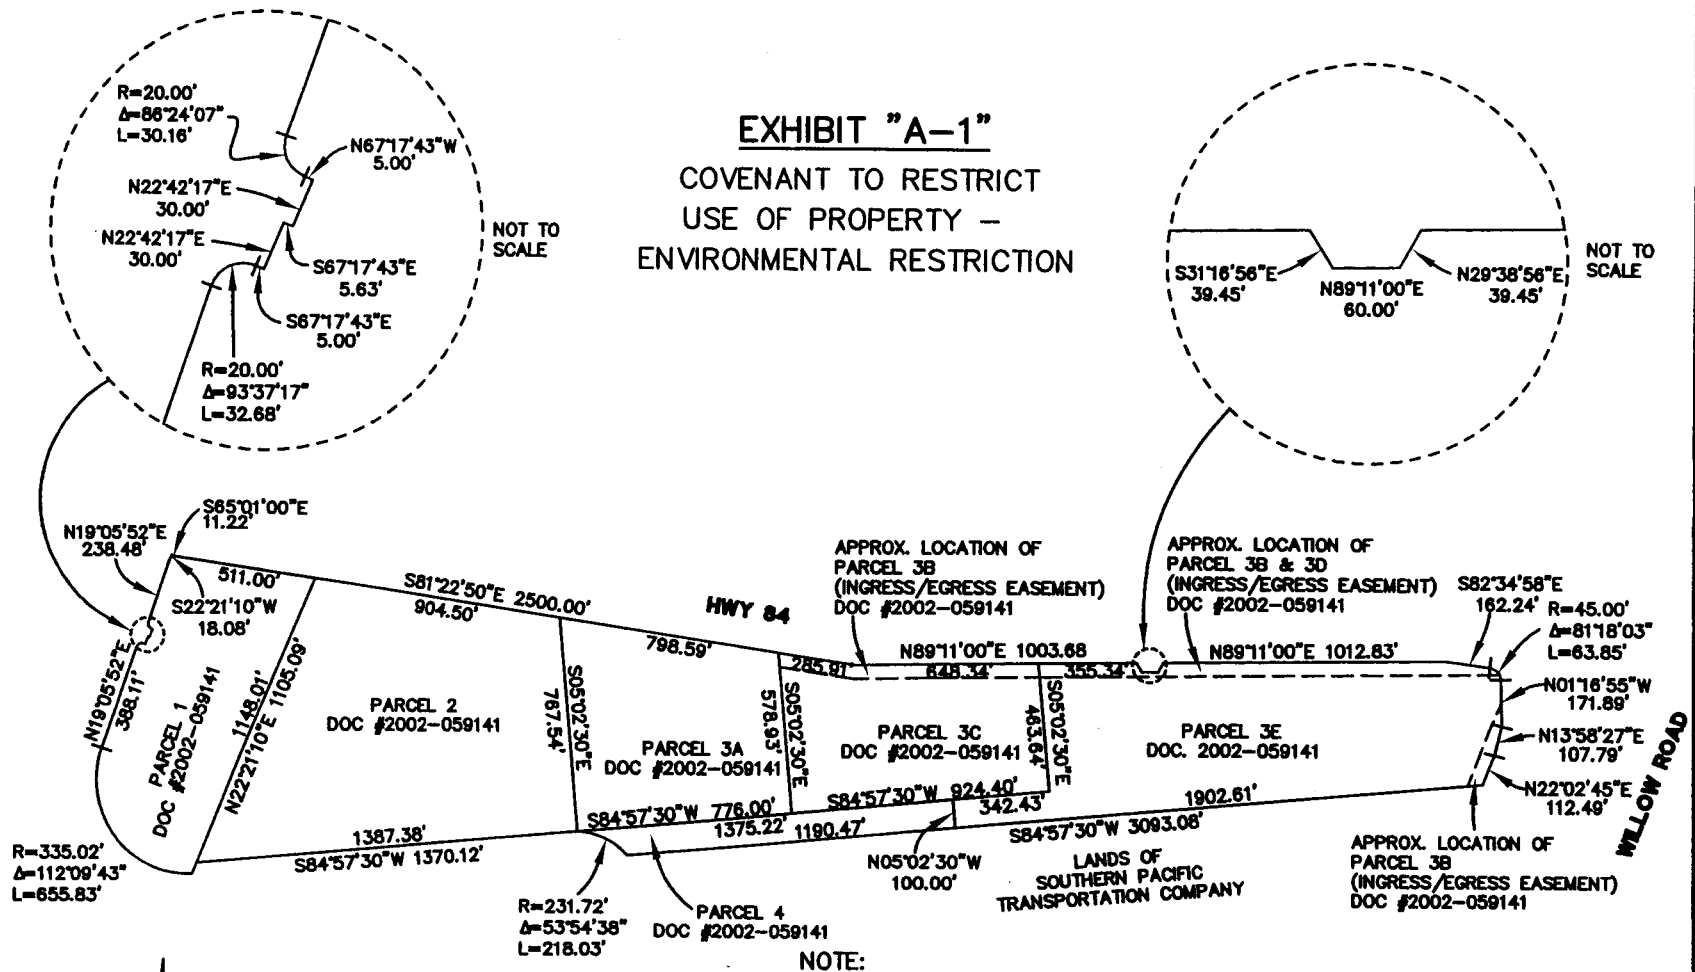 EXHIBIT "A-1"
COVENANT TO RESTRICT
USE OF PROPERTY -
ENVIRONMENTAL RESTRICTION
R=20.00'
Δ=86°24'07"
L=30.16'
N67°17'43"W
5.00'
N22°42'17"E
30.00'
N22°42'17"E
30.00'
S67°17'43"E
5.63'
S67°17'43"E
5.00'
R=20.00'
Δ=93°37'17"
L=32.68'
NOT TO
SCALE
S31°16'56"E
39.45'
N89°11'00"E
60.00'
N29°38'56"E
39.45'
NOT TO
SCALE
S65°01'00"E
11.22'
N19°05'52"E
238.48'
S22°21'10"W
18.08'
511.00'
S81°22'50"E 2500.00'
904.50'
798.59'
285.91'
HWY 84
APPROX. LOCATION OF
PARCEL 3B
(INGRESS/EGRESS EASEMENT)
DOC #2002-059141
APPROX. LOCATION OF
PARCEL 3B & 3D
(INGRESS/EGRESS EASEMENT)
DOC #2002-059141
S82°34'58"E
162.24'
R=45.00'
Δ=81°18'03"
L=63.85'
N89°11'00"E 1003.68
648.34'
355.34'
N89°11'00"E 1012.83'
N19°05'52"E
388.11'
PARCEL 1
DOC #2002-059141
1148.01'
N22°21'10"E 1105.09'
PARCEL 2
DOC #2002-059141
S05°02'30"E
767.54'
PARCEL 3A
DOC #2002-059141
S05°02'30"E
578.93'
PARCEL 3C
DOC #2002-059141
S05°02'30"E
463.64'
PARCEL 3E
DOC. 2002-059141
N01°16'55"W
171.89'
N13°58'27"E
107.79'
N22°02'45"E
112.49'
WILLOW ROAD
S84°57'30"W 776.00'
S84°57'30"W 924.40'
342.43'
1902.61'
1387.38'
S84°57'30"W 1370.12'
1375.22'
1190.47'
S84°57'30"W 3093.08'
N05°02'30"W
100.00'
LANDS OF
SOUTHERN PACIFIC
TRANSPORTATION COMPANY
APPROX. LOCATION OF
PARCEL 3B
(INGRESS/EGRESS EASEMENT)
DOC #2002-059141
R=335.02'
Δ=112°09'43"
L=655.83'
R=231.72'
Δ=53°54'38"
L=218.03'
PARCEL 4
DOC #2002-059141
NOTE: